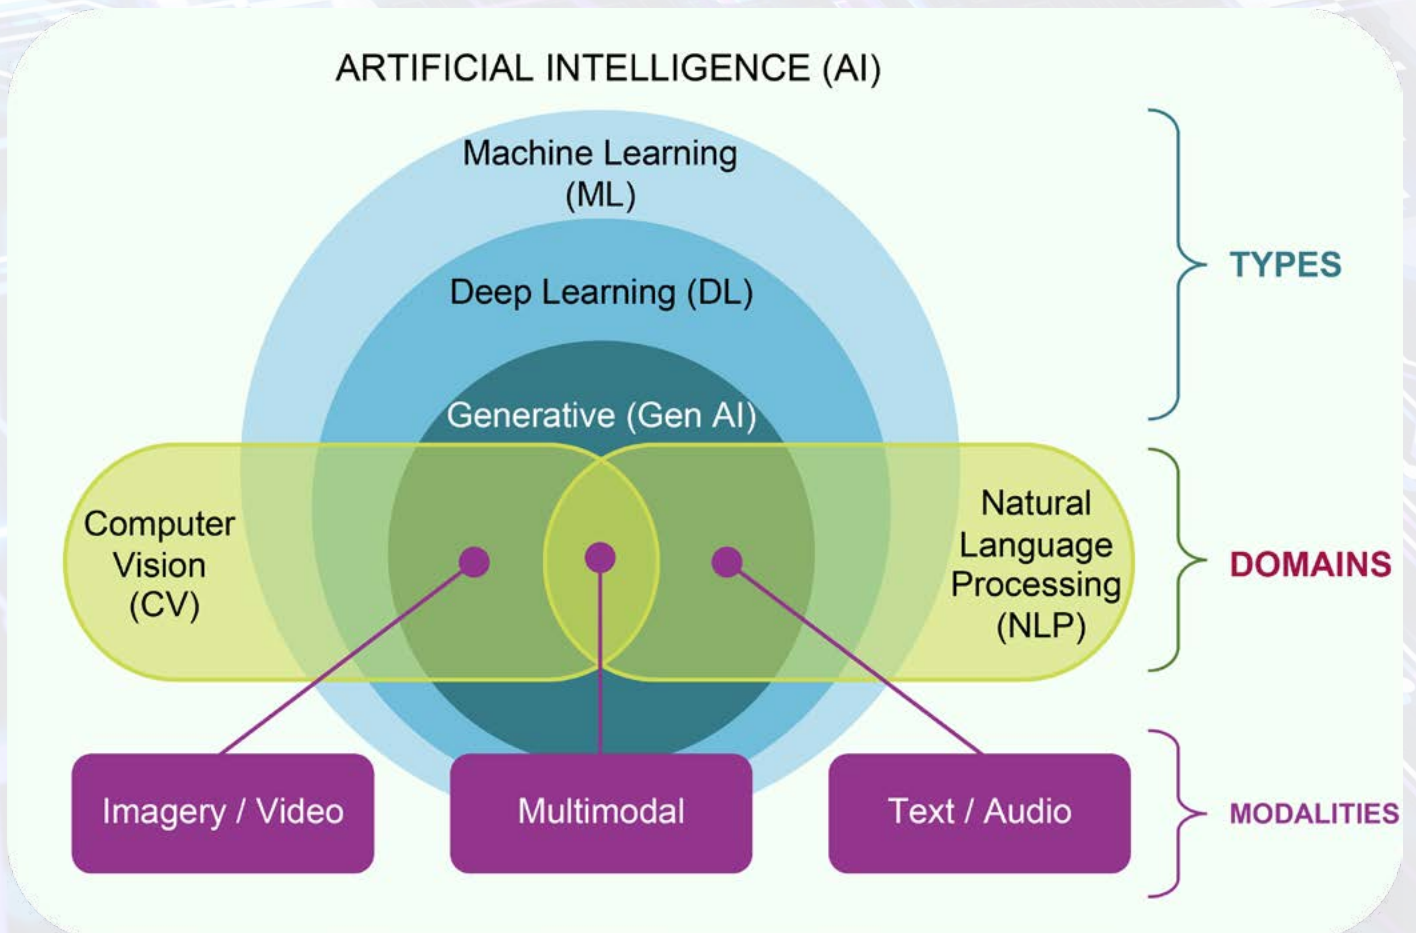 ARTIFICIAL INTELLIGENCE (AI)
Machine Learning
(ML)
TYPES
Deep Learning (DL)
Generative (Gen AI)
Computer
Vision
(CV)
Natural
Language
Processing
(NLP)
DOMAINS
Imagery / Video
Multimodal
Text / Audio
MODALITIES